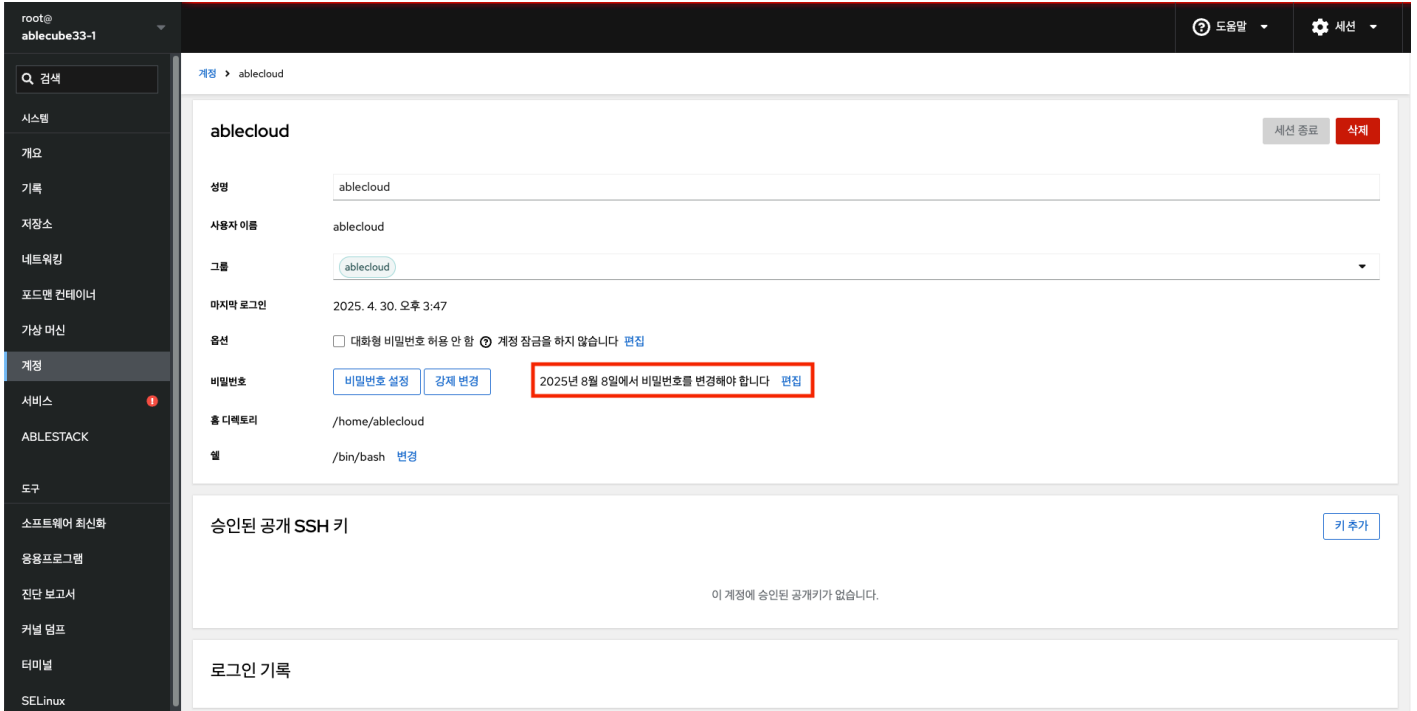 root@
ablecube33-1
도움말
세션
검색
시스템
개요
기록
저장소
네트워킹
포드맨 컨테이너
가상 머신
계정
서비스
ABLESTACK
도구
소프트웨어 최신화
응용프로그램
진단 보고서
커널 덤프
터미널
SELinux
계정 > ablecloud
ablecloud
세션 종료 삭제
성명 ablecloud
사용자 이름 ablecloud
그룹 ablecloud
마지막 로그인 2025. 4. 30. 오후 3:47
옵션 대화형 비밀번호 허용 안 함 계정 잠금을 하지 않습니다 편집
비밀번호 비밀번호 설정 강제 변경 2025년 8월 8일에서 비밀번호를 변경해야 합니다 편집
홈 디렉토리 /home/ablecloud
쉘 /bin/bash 변경
승인된 공개 SSH 키
키 추가
이 계정에 승인된 공개키가 없습니다.
로그인 기록